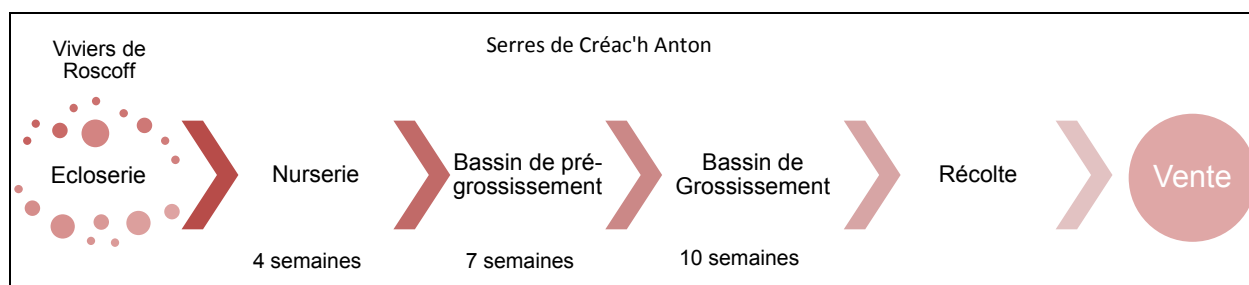 Viviers de
Roscoff
Serres de Créac'h Anton
Ecloserie
Nurserie
Bassin de pré-
grossissement
Bassin de
Grossissement
Récolte
Vente
4 semaines
7 semaines
10 semaines